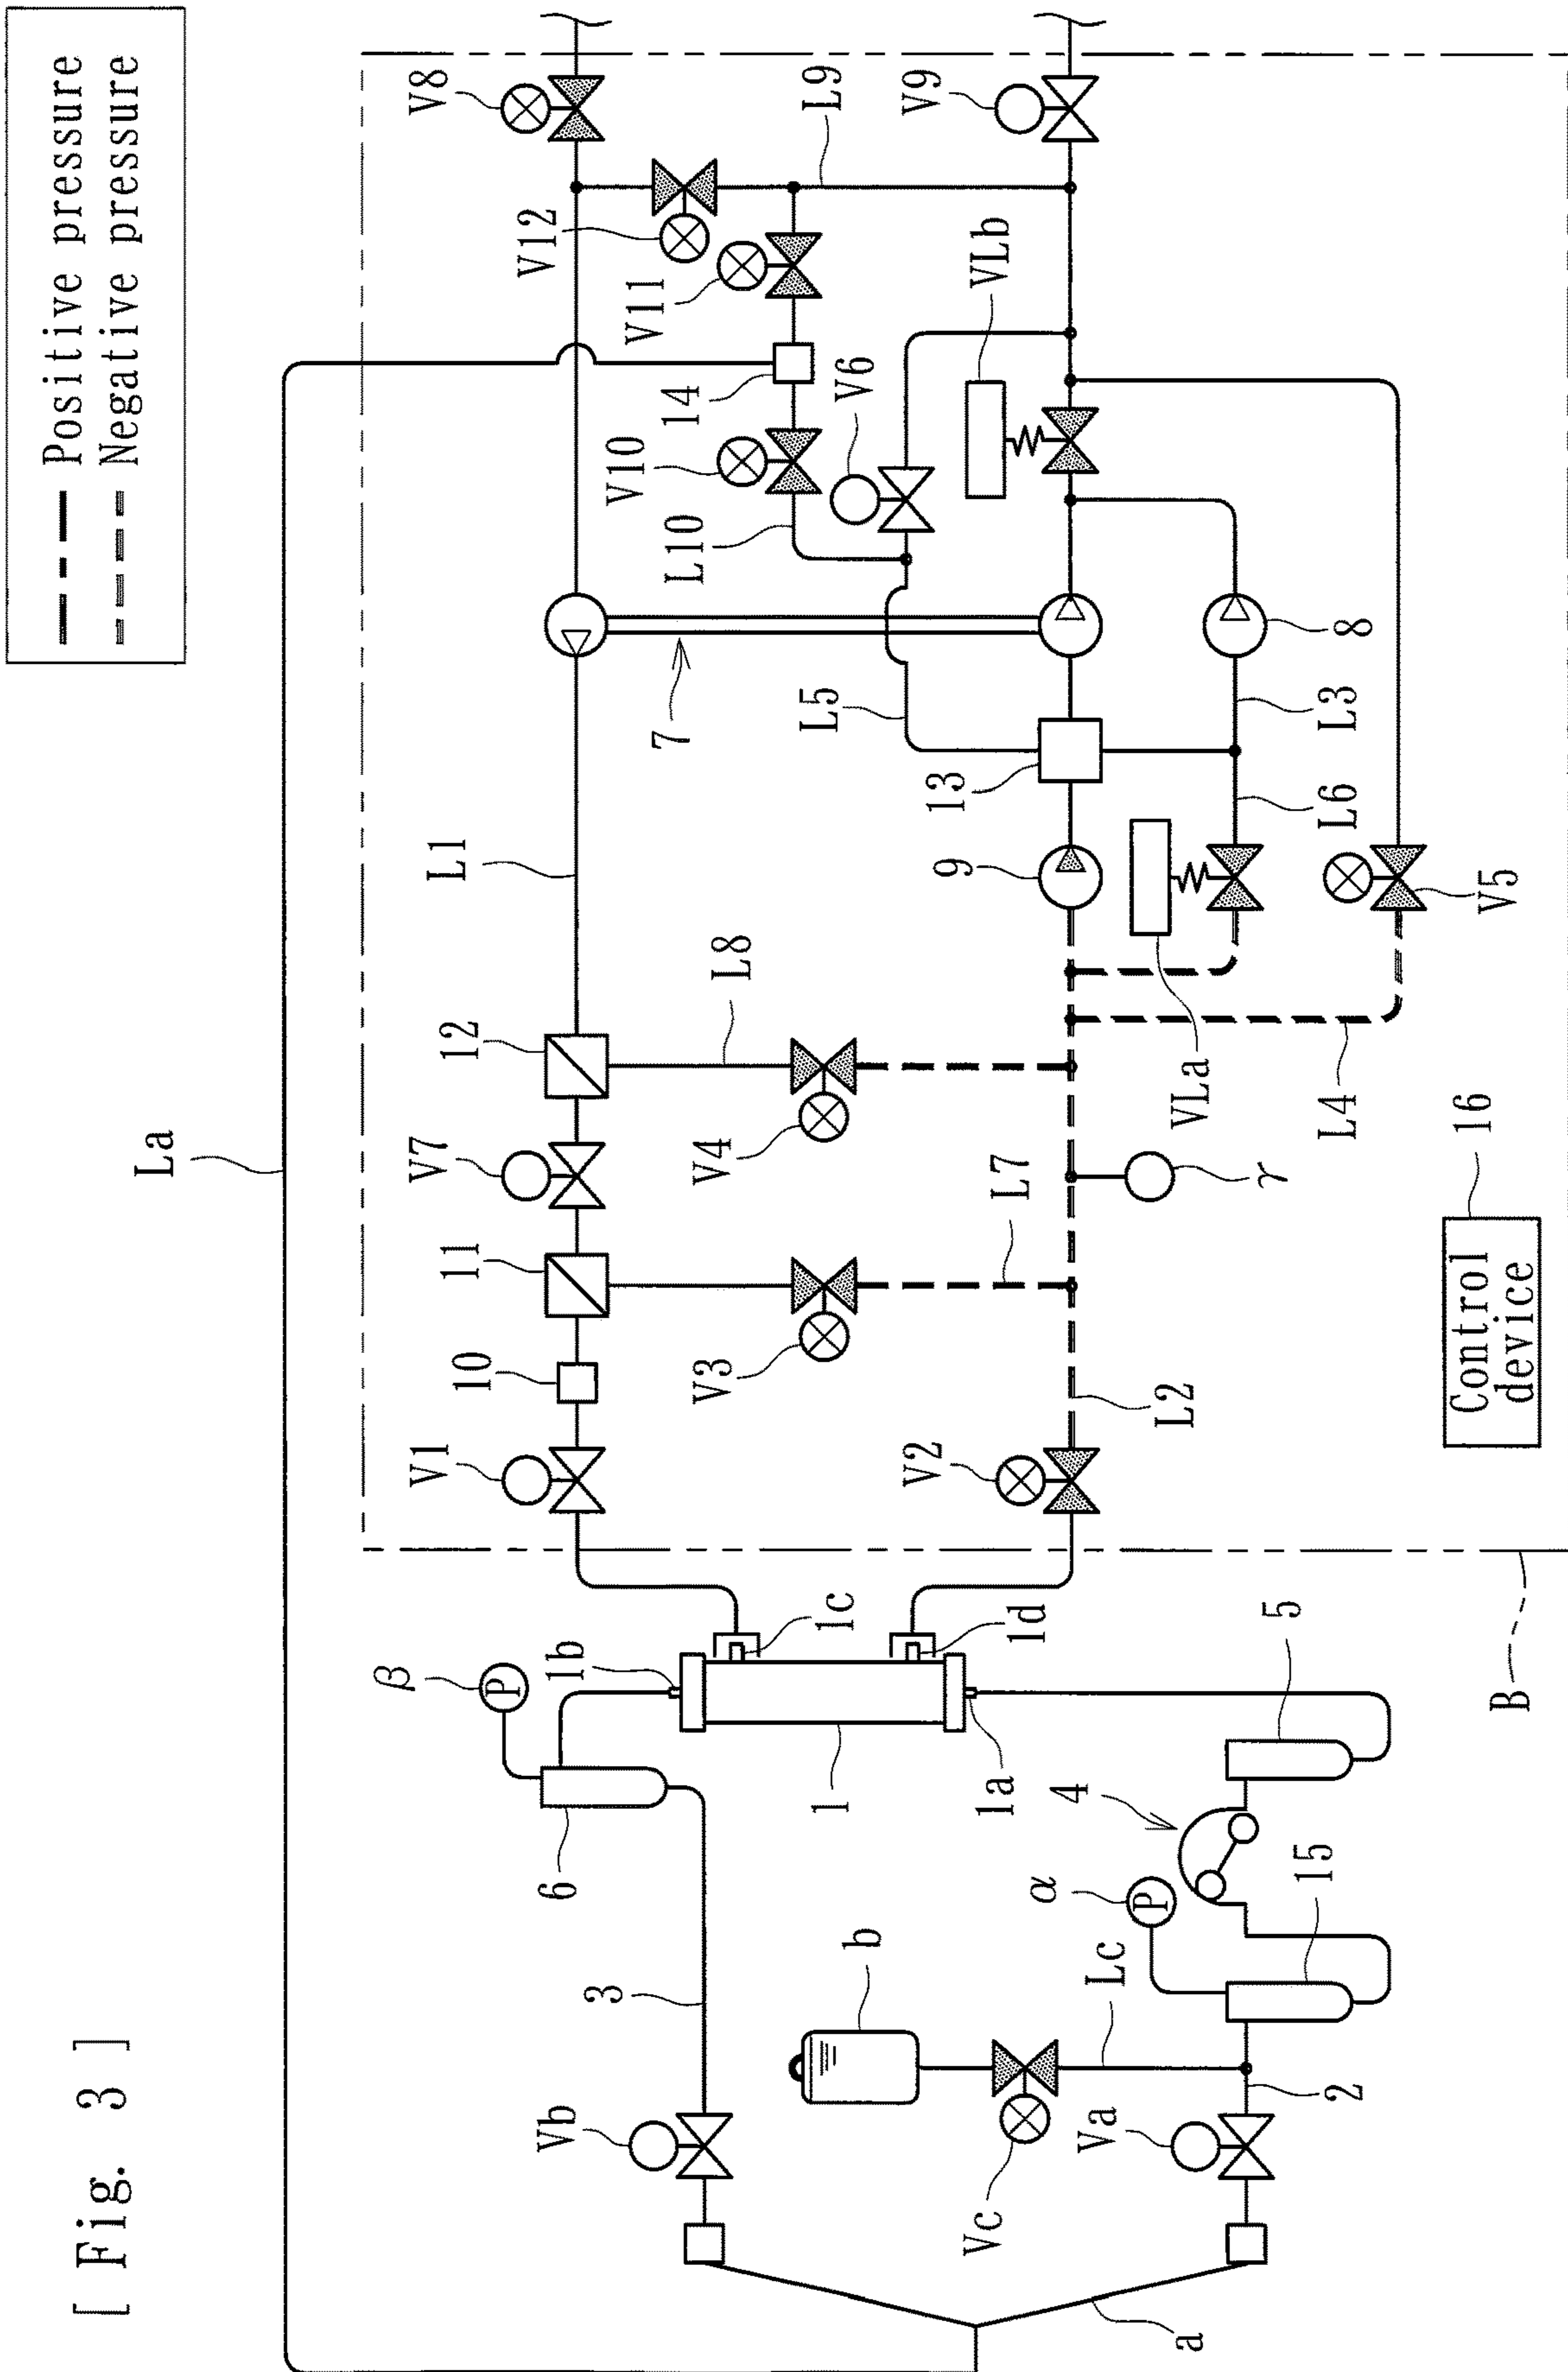 [ Fig. 3 ]
Positive pressure
Negative pressure
La
V8
V12
L9
V11
V9
14
V10
V6
VLb
L10
7
L5
L1
13
8
L3
9
L6
VLa
V5
12
L8
V4
L4
V7
11
L7
γ
10
V3
L2
V1
V2
16
Control
device
B
β
1b
1c
1d
6
1
1a
5
4
α
15
3
b
Lc
Vb
Vc
Va
2
a
P
P